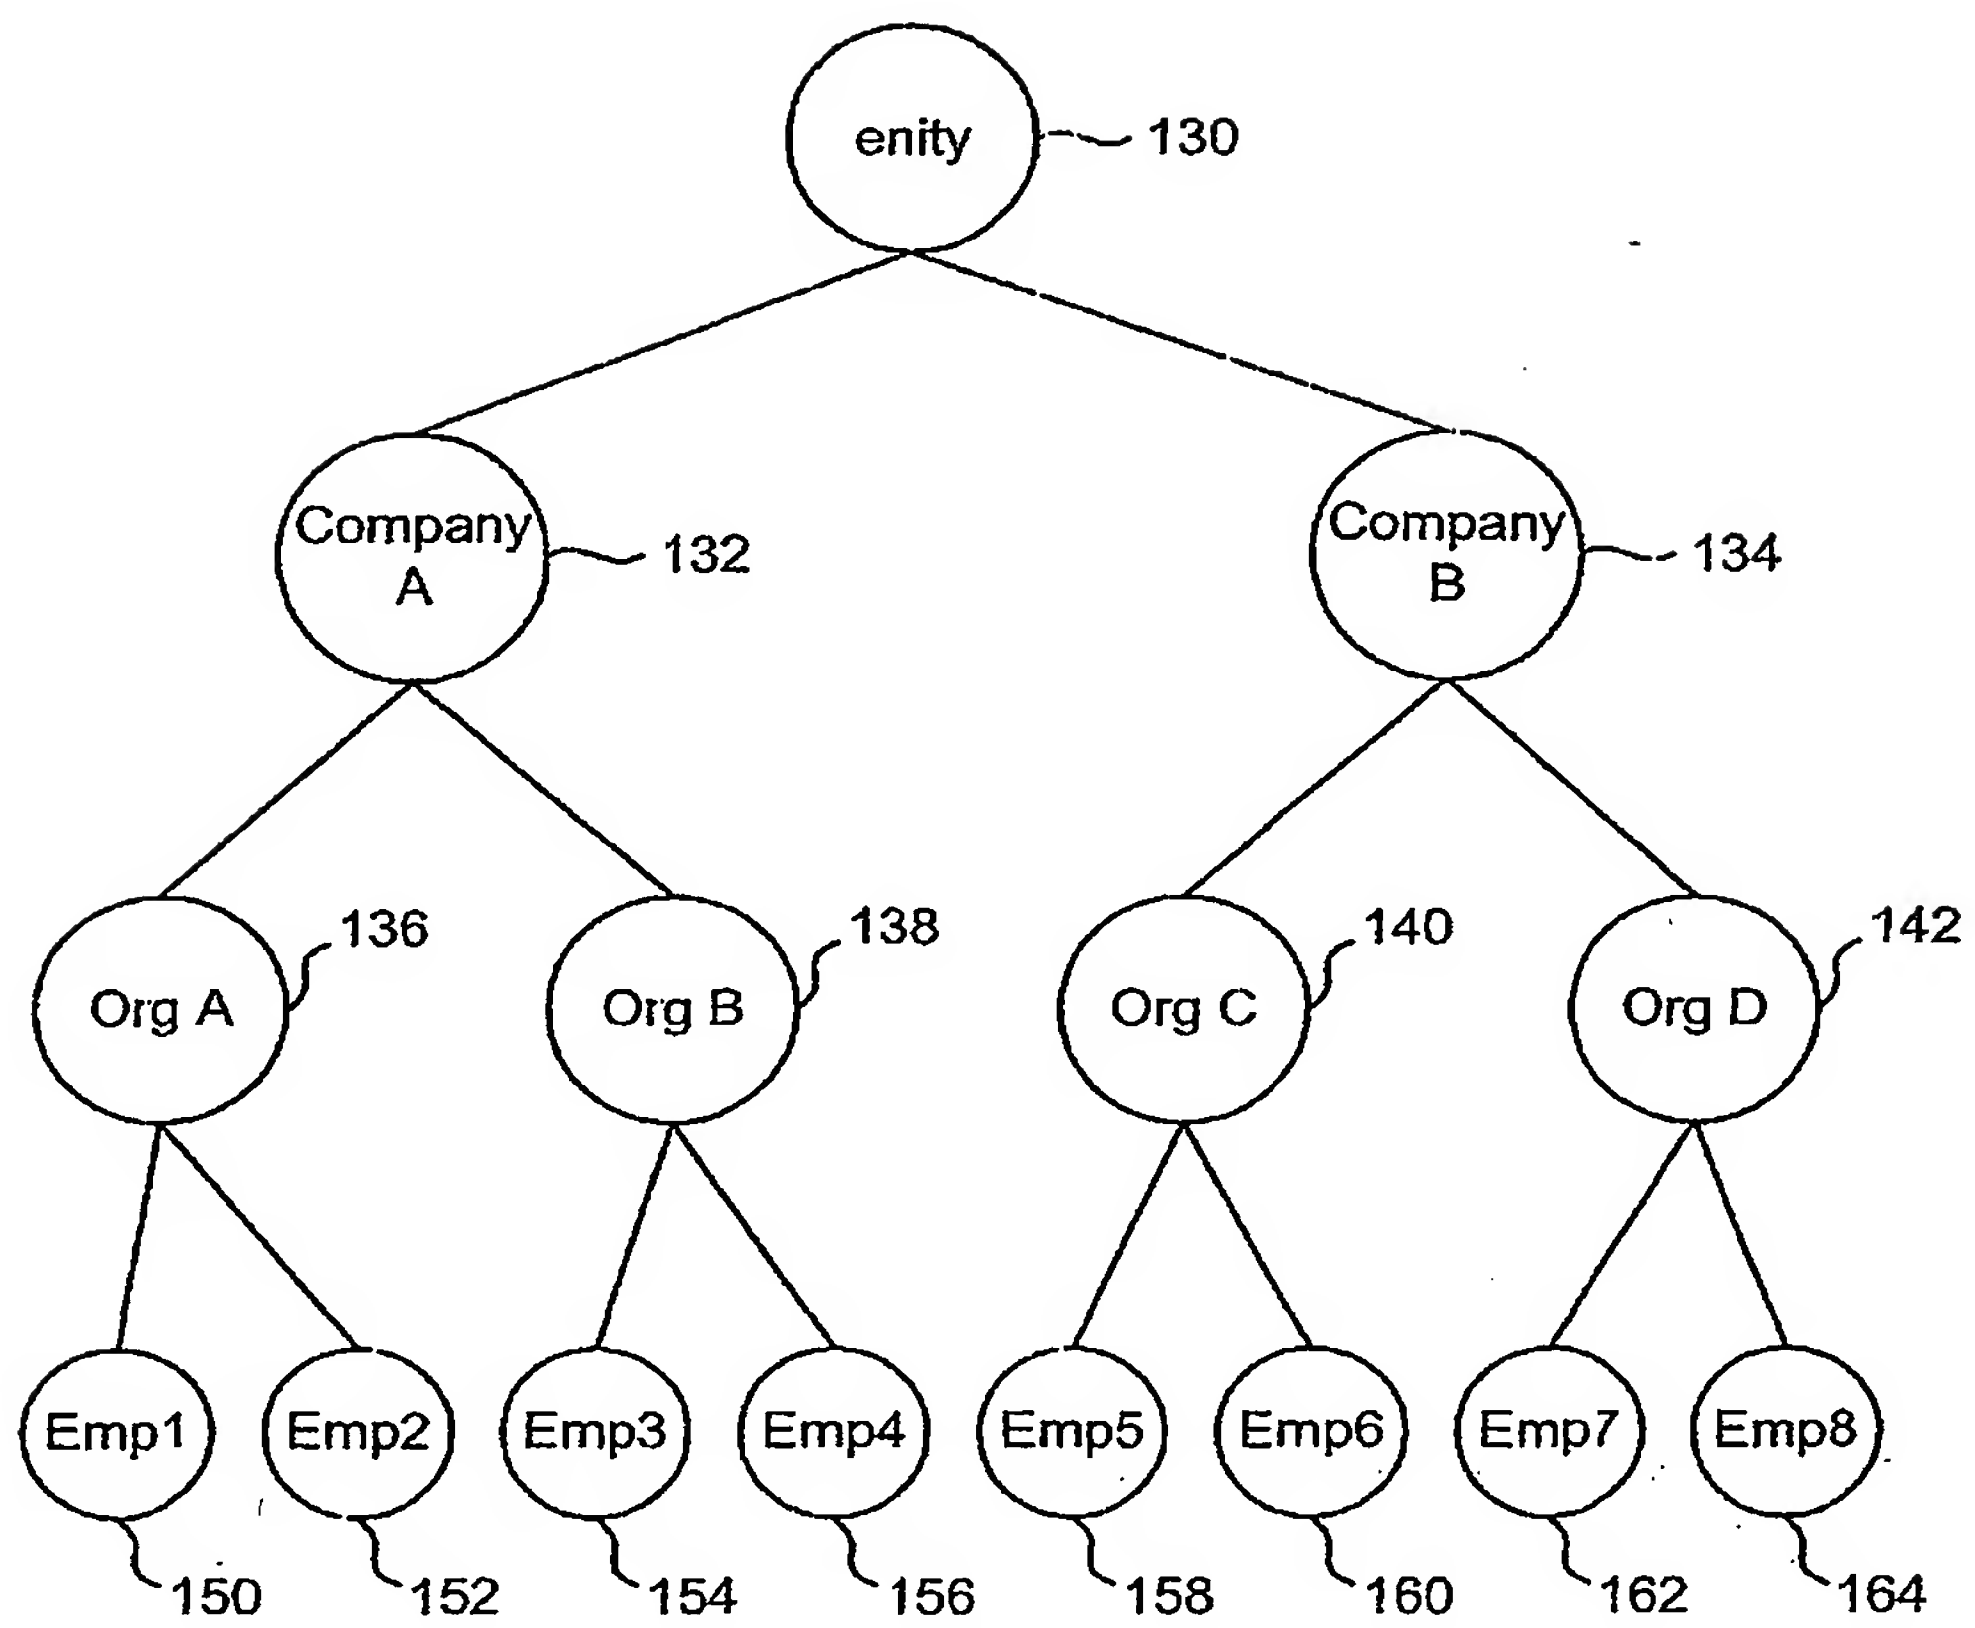 enity
130
Company
A
132
Company
B
134
136
138
140
142
Org A
Org B
Org C
Org D
Emp1
Emp2
Emp3
Emp4
Emp5
Emp6
Emp7
Emp8
150
152
154
156
158
160
162
164